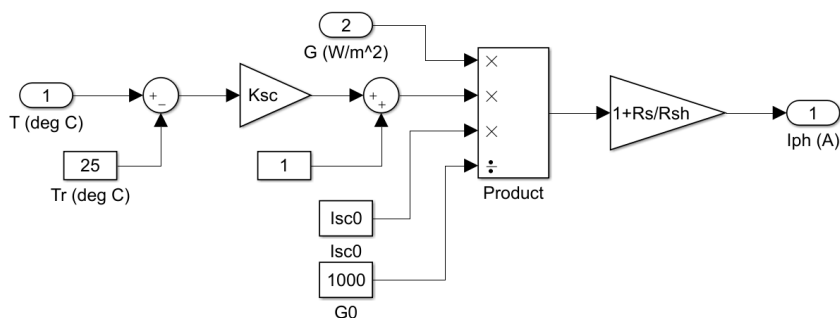 2
G (W/m^2)
1
T (deg C)
+
−
Ksc
+
+
×
×
×
÷
Product
1+Rs/Rsh
1
Iph (A)
25
Tr (deg C)
1
Isc0
Isc0
1000
G0